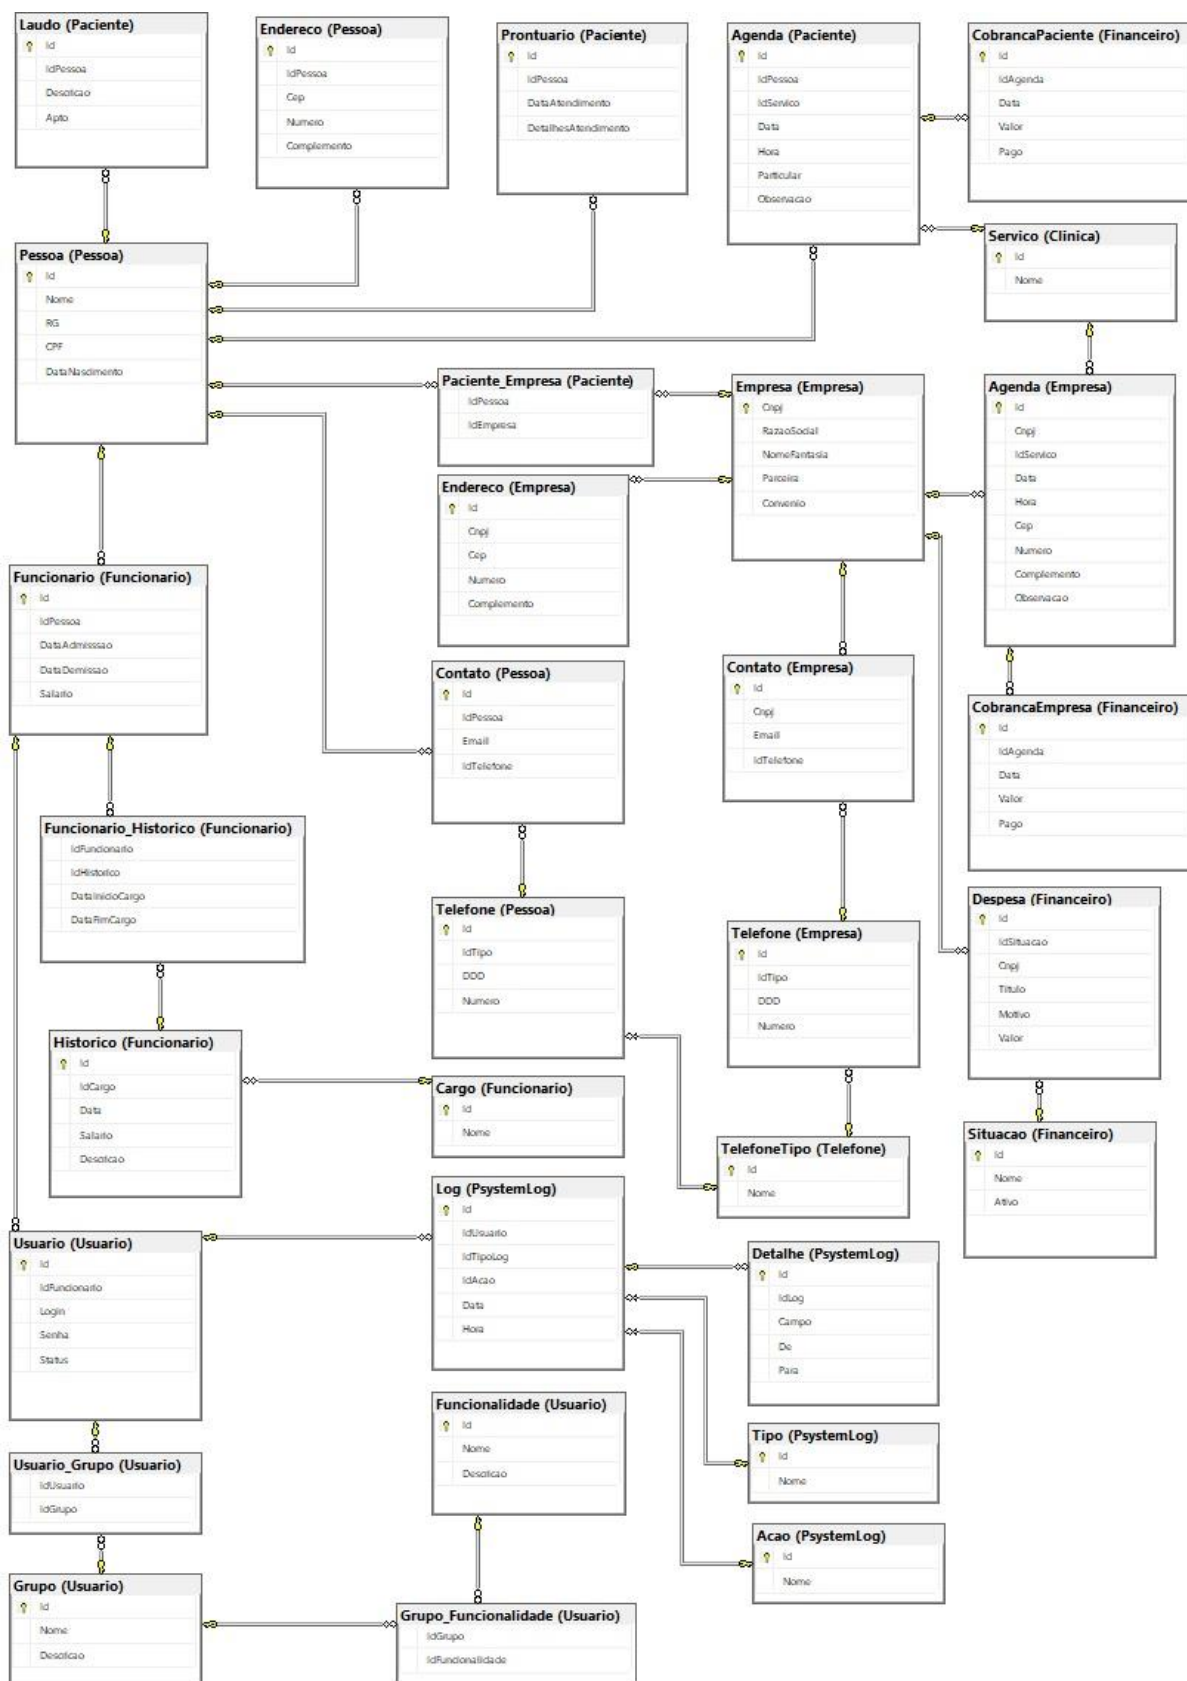 Laudo (Paciente)
Id
IdPessoa
Descricao
Apto
Endereco (Pessoa)
Id
IdPessoa
Cep
Numero
Complemento
Prontuario (Paciente)
Id
IdPessoa
DataAtendimento
DetalhesAtendimento
Agenda (Paciente)
Id
IdPessoa
IdServico
Data
Hora
Particular
Observacao
CobrancaPaciente (Financeiro)
Id
IdAgenda
Data
Valor
Pago
Servico (Clinica)
Id
Nome
Pessoa (Pessoa)
Id
Nome
RG
CPF
DataNascimento
Paciente_Empresa (Paciente)
IdPessoa
IdEmpresa
Empresa (Empresa)
Cnpj
RazaoSocial
NomeFantasia
Parceira
Convenio
Agenda (Empresa)
Id
Cnpj
IdServico
Data
Hora
Cep
Numero
Complemento
Observacao
Endereco (Empresa)
Id
Cnpj
Cep
Numero
Complemento
Funcionario (Funcionario)
Id
IdPessoa
DataAdmisssao
DataDemissao
Salario
Contato (Pessoa)
Id
IdPessoa
Email
IdTelefone
Contato (Empresa)
Id
Cnpj
Email
IdTelefone
CobrancaEmpresa (Financeiro)
Id
IdAgenda
Data
Valor
Pago
Funcionario_Historico (Funcionario)
IdFuncionario
IdHistorico
DataInicioCargo
DataFimCargo
Telefone (Pessoa)
Id
IdTipo
DDD
Numero
Telefone (Empresa)
Id
IdTipo
DDD
Numero
Despesa (Financeiro)
Id
IdSituacao
Cnpj
Titulo
Motivo
Valor
Historico (Funcionario)
Id
IdCargo
Data
Salario
Descricao
Cargo (Funcionario)
Id
Nome
TelefoneTipo (Telefone)
Id
Nome
Situacao (Financeiro)
Id
Nome
Ativo
Log (PsystemLog)
Id
IdUsuario
IdTipoLog
IdAcao
Data
Hora
Usuario (Usuario)
Id
IdFuncionario
Login
Senha
Status
Detalhe (PsystemLog)
Id
IdLog
Campo
De
Para
Funcionalidade (Usuario)
Id
Nome
Descricao
Tipo (PsystemLog)
Id
Nome
Usuario_Grupo (Usuario)
IdUsuario
IdGrupo
Acao (PsystemLog)
Id
Nome
Grupo (Usuario)
Id
Nome
Descricao
Grupo_Funcionalidade (Usuario)
IdGrupo
IdFuncionalidade